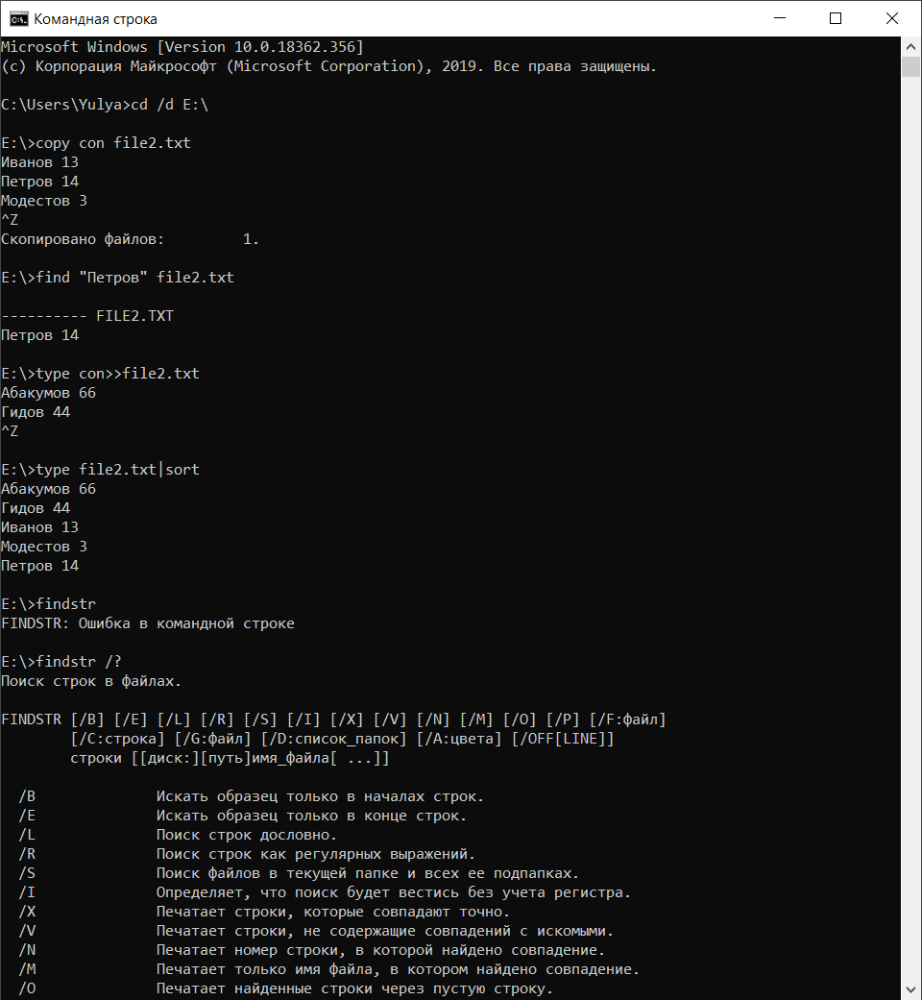 Командная строка
Microsoft Windows [Version 10.0.18362.356]
(c) Корпорация Майкрософт (Microsoft Corporation), 2019. Все права защищены.
C:\Users\Yulya>cd /d E:\
E:\>copy con file2.txt
Иванов 13
Петров 14
Модестов 3
^Z
Скопировано файлов:         1.
E:\>find "Петров" file2.txt
---------- FILE2.TXT
Петров 14
E:\>type con>>file2.txt
Абакумов 66
Гидов 44
^Z
E:\>type file2.txt|sort
Абакумов 66
Гидов 44
Иванов 13
Модестов 3
Петров 14
E:\>findstr
FINDSTR: Ошибка в командной строке
E:\>findstr /?
Поиск строк в файлах.
FINDSTR [/B] [/E] [/L] [/R] [/S] [/I] [/X] [/V] [/N] [/M] [/O] [/P] [/F:файл]
        [/C:строка] [/G:файл] [/D:список_папок] [/A:цвета] [/OFF[LINE]]
        строки [[диск:][путь]имя_файла[ ...]]
  /B              Искать образец только в началах строк.
  /E              Искать образец только в конце строк.
  /L              Поиск строк дословно.
  /R              Поиск строк как регулярных выражений.
  /S              Поиск файлов в текущей папке и всех ее подпапках.
  /I              Определяет, что поиск будет вестись без учета регистра.
  /X              Печатает строки, которые совпадают точно.
  /V              Печатает строки, не содержащие совпадений с искомыми.
  /N              Печатает номер строки, в которой найдено совпадение.
  /M              Печатает только имя файла, в котором найдено совпадение.
  /O              Печатает найденные строки через пустую строку.